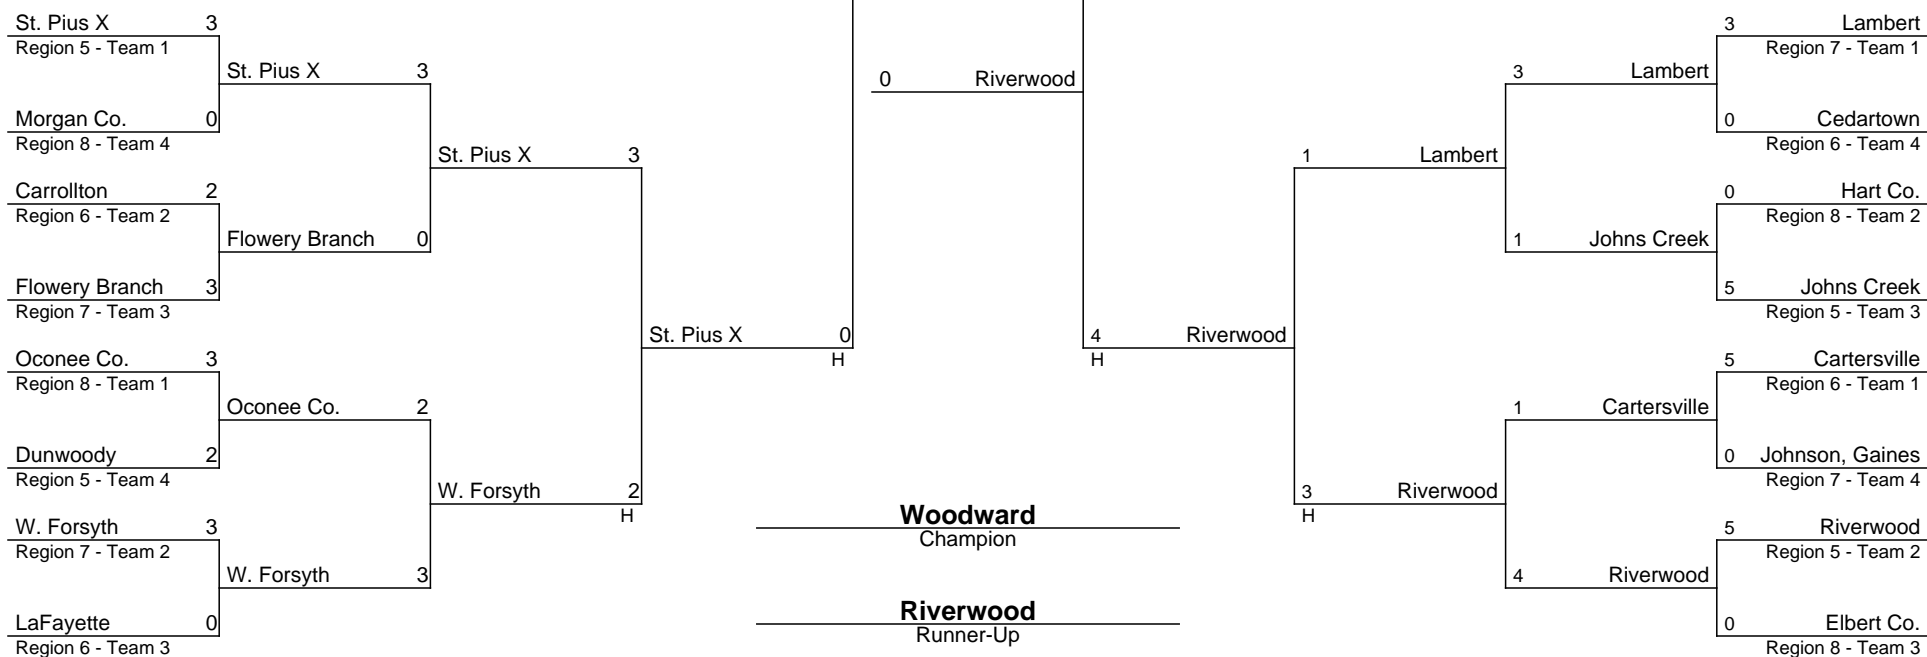 St. Pius X 3
Region 5 - Team 1
St. Pius X 3
Morgan Co. 0
Region 8 - Team 4
St. Pius X 3
Carrollton 2
Region 6 - Team 2
Flowery Branch 0
Flowery Branch 3
Region 7 - Team 3
St. Pius X 0
H
Oconee Co. 3
Region 8 - Team 1
Oconee Co. 2
Dunwoody 2
Region 5 - Team 4
W. Forsyth 2
H
W. Forsyth 3
Region 7 - Team 2
W. Forsyth 3
LaFayette 0
Region 6 - Team 3
0 Riverwood
Woodward
Champion
Riverwood
Runner-Up
3 Lambert
Region 7 - Team 1
3 Lambert
0 Cedartown
Region 6 - Team 4
1 Lambert
0 Hart Co.
Region 8 - Team 2
1 Johns Creek
5 Johns Creek
Region 5 - Team 3
4 Riverwood
H
5 Cartersville
Region 6 - Team 1
1 Cartersville
0 Johnson, Gaines
Region 7 - Team 4
3 Riverwood
H
5 Riverwood
Region 5 - Team 2
4 Riverwood
0 Elbert Co.
Region 8 - Team 3